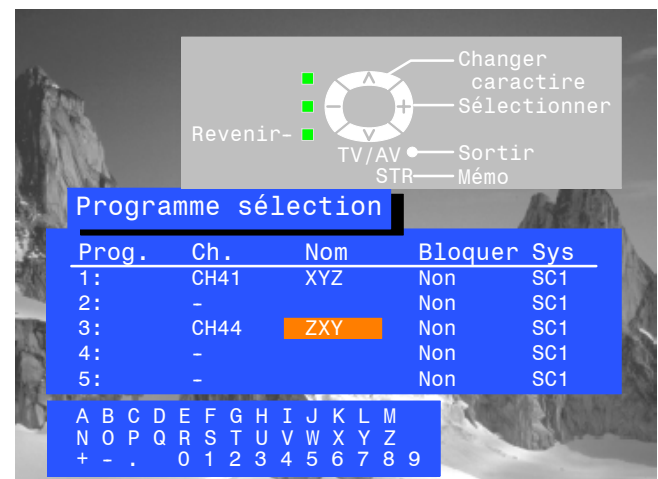 Changer
caractire
Sélectionner
Revenir-
TV/AV Sortir
STR Mémo
Programme sélection
Prog. Ch. Nom Bloquer Sys
1: CH41 XYZ Non SC1
2: - Non SC1
3: CH44 ZXY Non SC1
4: - Non SC1
5: - Non SC1
A B C D E F G H I J K L M
N O P Q R S T U V W X Y Z
+ - . 0 1 2 3 4 5 6 7 8 9